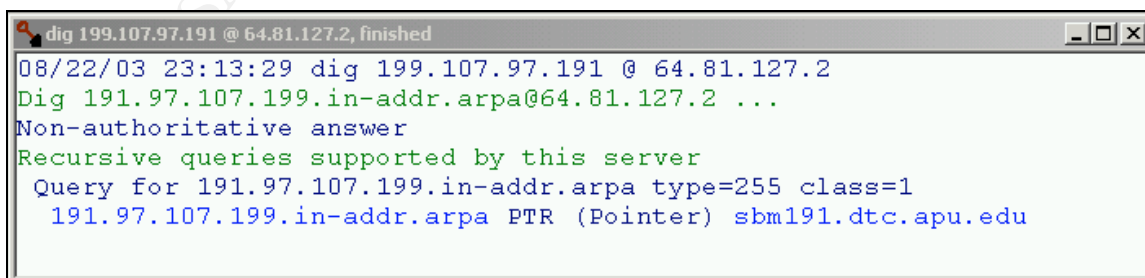 dig 199.107.97.191 @ 64.81.127.2, finished
08/22/03 23:13:29 dig 199.107.97.191 @ 64.81.127.2
Dig 191.97.107.199.in-addr.arpa@64.81.127.2 ...
Non-authoritative answer
Recursive queries supported by this server
Query for 191.97.107.199.in-addr.arpa type=255 class=1
191.97.107.199.in-addr.arpa PTR (Pointer) sbm191.dtc.apu.edu